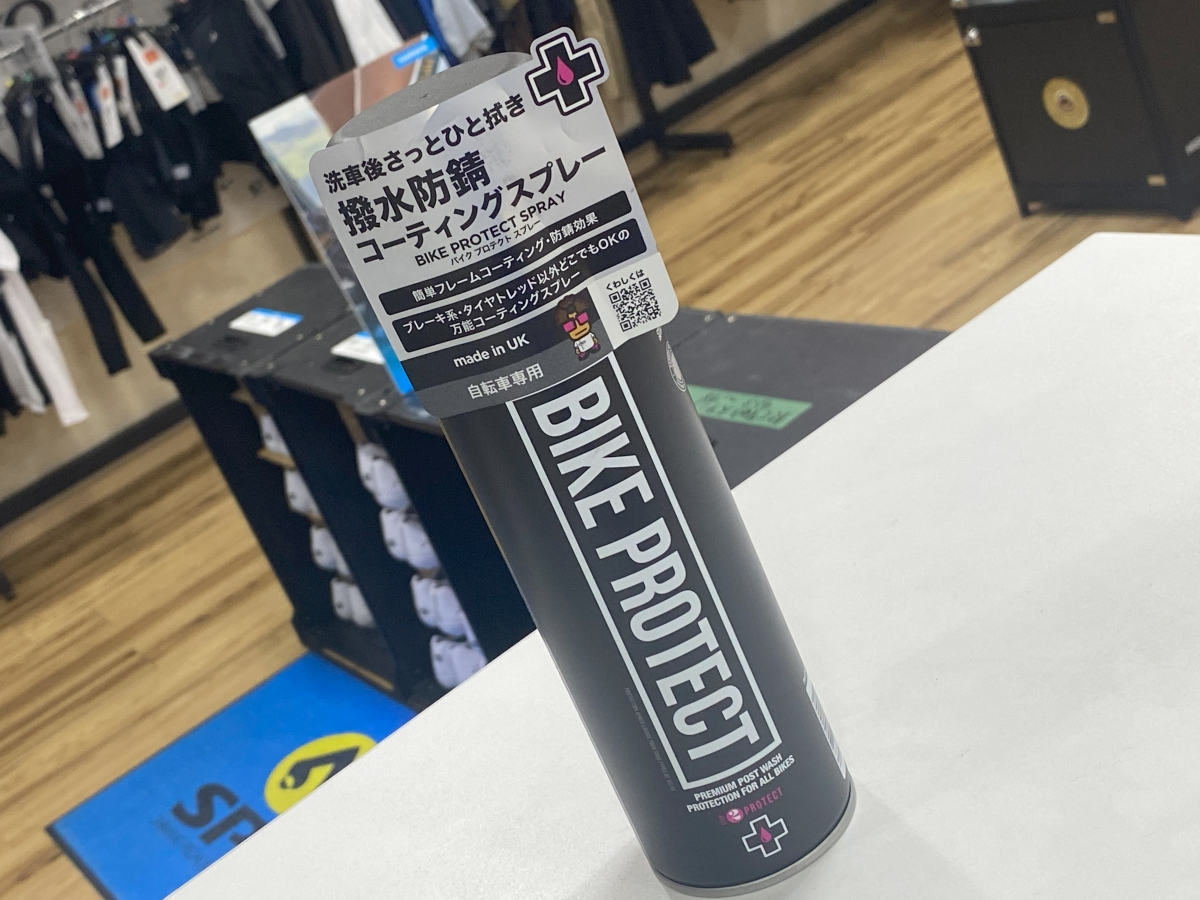 洗車後さっとひと拭き
撥水防錆
コーティングスプレー
BIKE PROTECT SPRAY
バイク プロテクト スプレー
簡単フレームコーティング・防錆効果
ブレーキ系・タイヤトレッド以外どこでもOKの
万能コーティングスプレー
くわしくは
made in UK
自転車専用
BIKE PROTECT
PREMIUM POST WASH
PROTECTION FOR ALL BIKES
PROTECT
SP